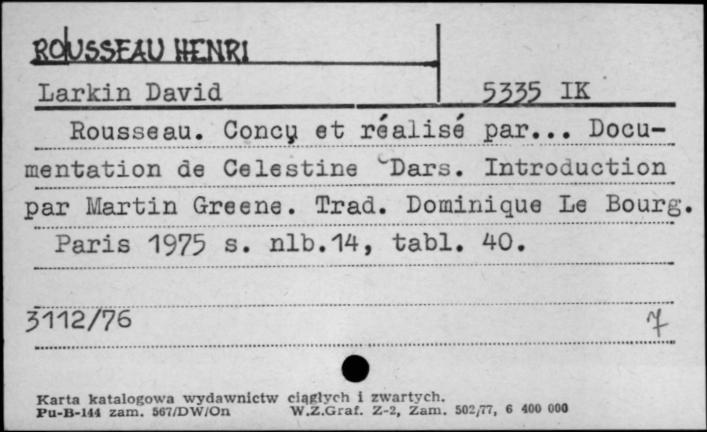 ROUSSEAU HENRI
Larkin David 5335 IK
Rousseau. Concų et réalisé par... Docu-
mentation de Celestine Dars. Introduction
par Martin Greene. Trad. Dominique Le Bourg.
Paris 1975 s. nlb.14, tabl. 40.
3112/76 7
Karta katalogowa wydawnictw ciągłych i zwartych.
Pu-B-144 zam. 567/DW/On W.Z.Graf. Z-2, Zam. 502/77, 6 400 000